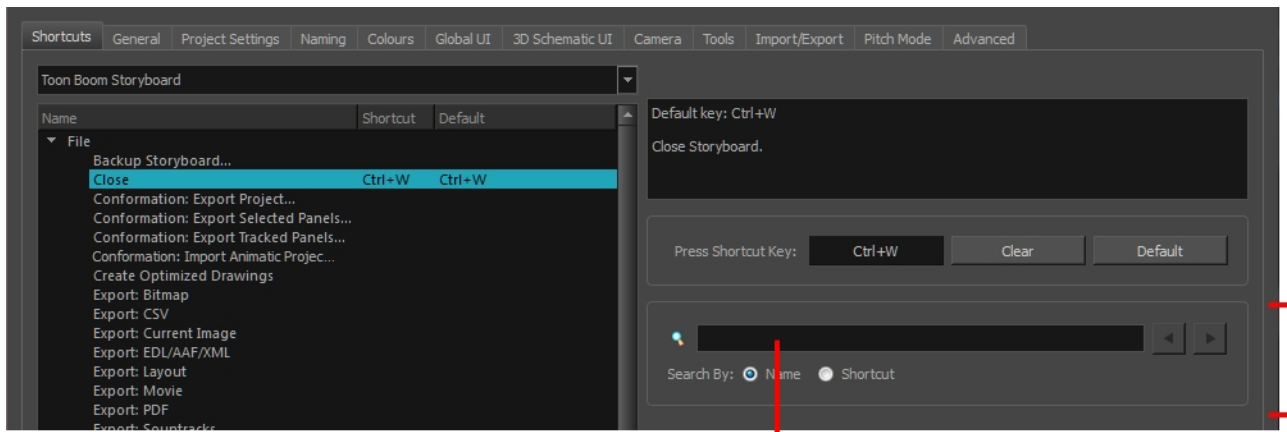 Shortcuts General Project Settings Naming Colours Global UI 3D Schematic UI Camera Tools Import/Export Pitch Mode Advanced
Toon Boom Storyboard
Name Shortcut Default
File
Backup Storyboard...
Close Ctrl+W Ctrl+W
Conformation: Export Project...
Conformation: Export Selected Panels...
Conformation: Export Tracked Panels...
Conformation: Import Animatic Projec...
Create Optimized Drawings
Export: Bitmap
Export: CSV
Export: Current Image
Export: EDL/AAF/XML
Export: Layout
Export: Movie
Export: PDF
Export: Sountracks
Default key: Ctrl+W
Close Storyboard.
Press Shortcut Key: Ctrl+W Clear Default
Search By: Name Shortcut